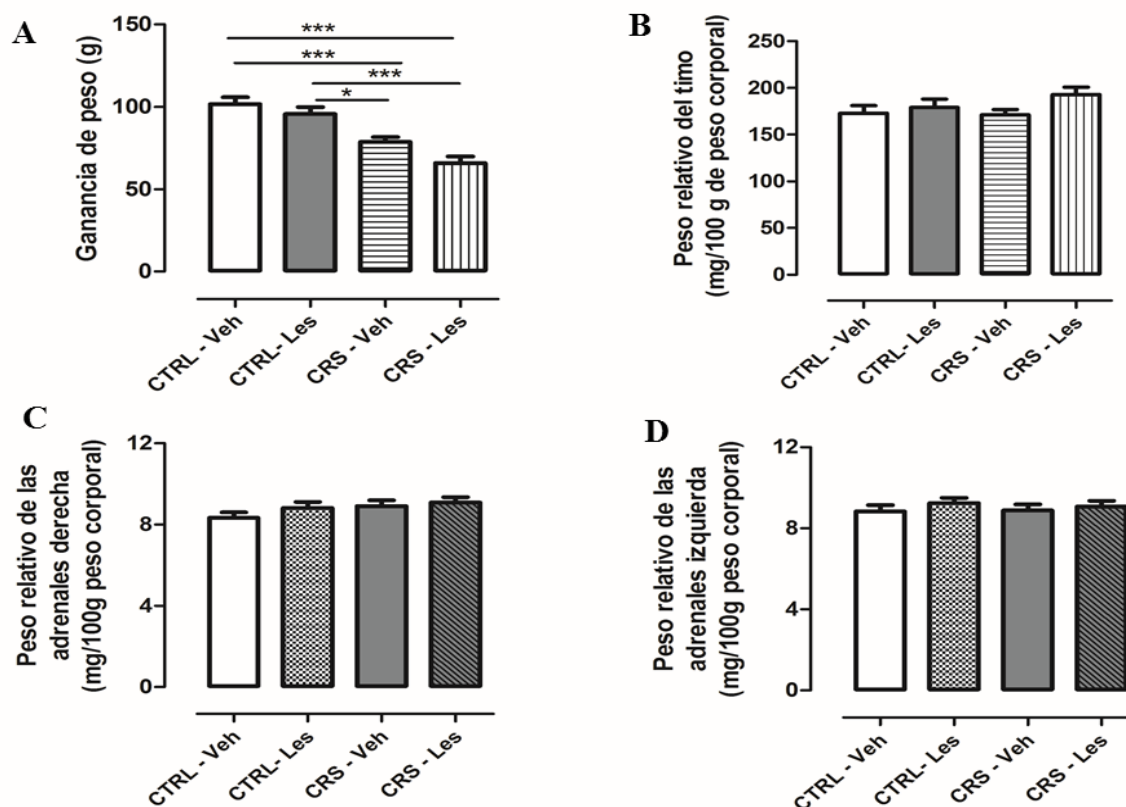 A
Ganancia de peso (g)
150
100
50
0
***
***
***
*
CTRL - Veh
CTRL- Les
CRS - Veh
CRS - Les
B
Peso relativo del timo
(mg/100 g de peso corporal)
250
200
150
100
50
0
CTRL - Veh
CTRL- Les
CRS - Veh
CRS - Les
C
Peso relativo de las
adrenales derecha
(mg/100g peso corporal)
12
8
4
0
CTRL - Veh
CTRL- Les
CRS - Veh
CRS - Les
D
Peso relativo de las
adrenales izquierda
(mg/100g peso corporal)
12
8
4
0
CTRL - Veh
CTRL- Les
CRS - Veh
CRS - Les